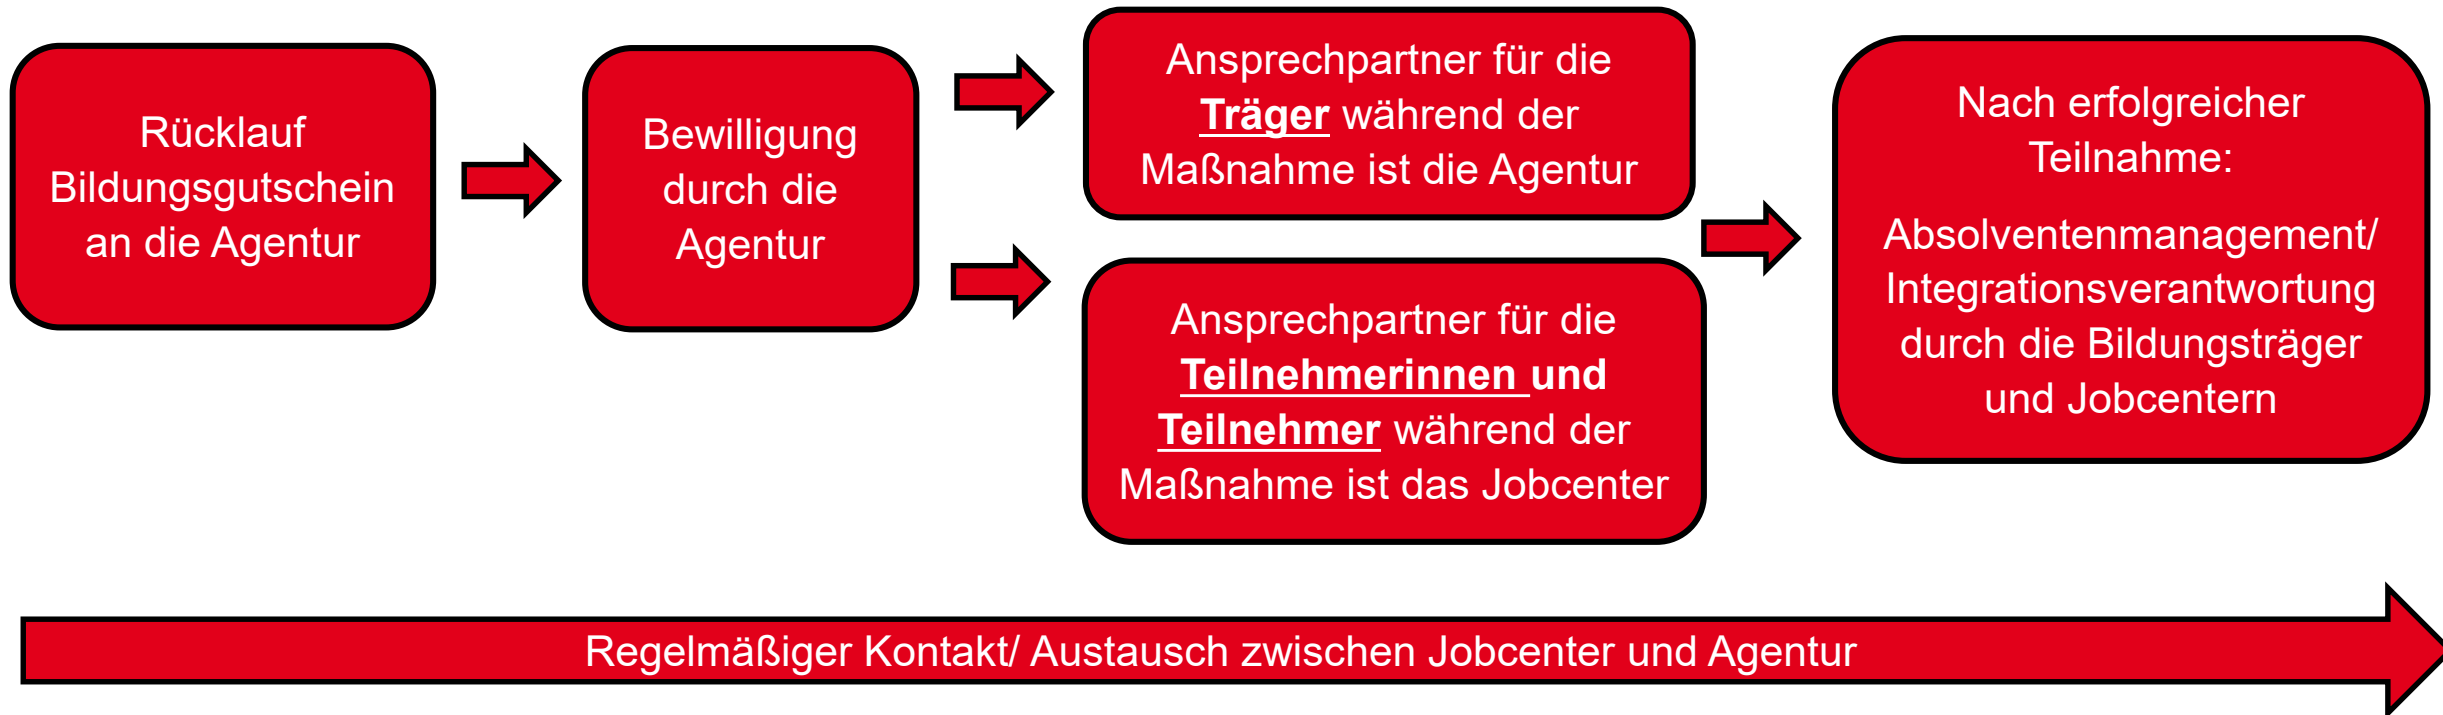 Rücklauf
Bildungsgutschein
an die Agentur
Bewilligung
durch die
Agentur
Ansprechpartner für die
Träger während der
Maßnahme ist die Agentur
Ansprechpartner für die
Teilnehmerinnen und
Teilnehmer während der
Maßnahme ist das Jobcenter
Nach erfolgreicher
Teilnahme:
Absolventenmanagement/
Integrationsverantwortung
durch die Bildungsträger
und Jobcentern
Regelmäßiger Kontakt/ Austausch zwischen Jobcenter und Agentur